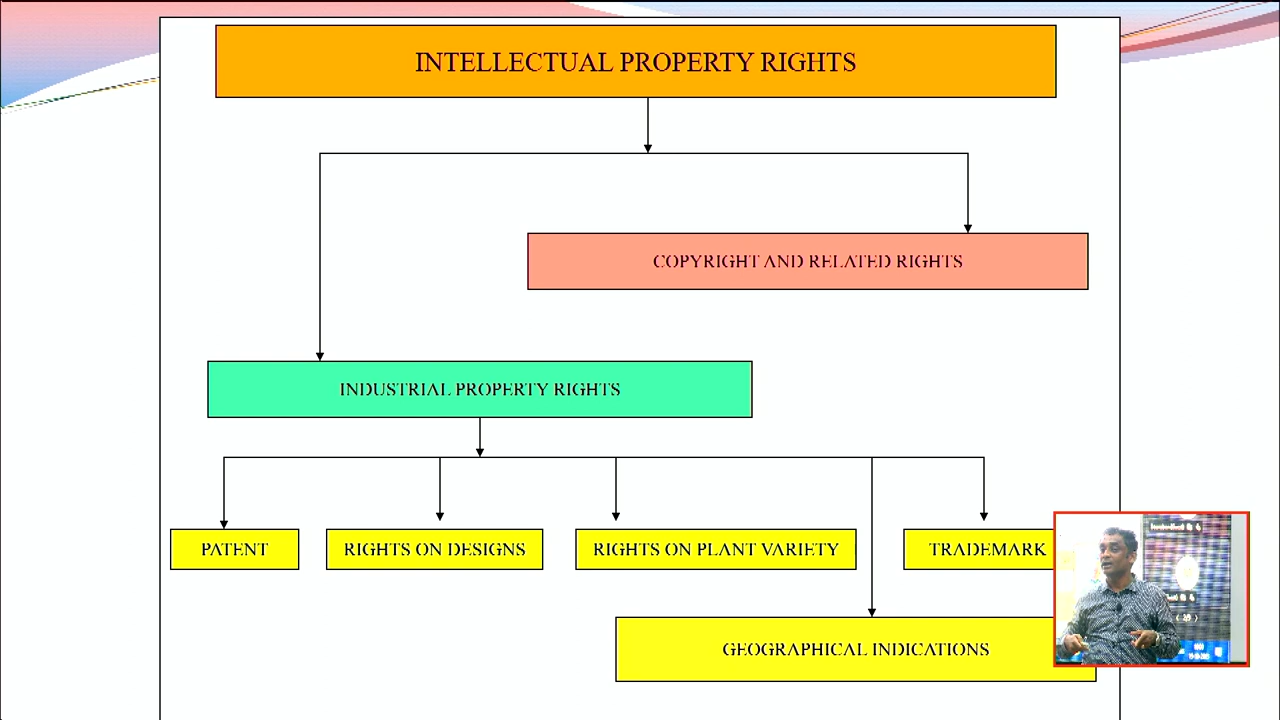 INTELLECTUAL PROPERTY RIGHTS
COPYRIGHT AND RELATED RIGHTS
INDUSTRIAL PROPERTY RIGHTS
PATENT
RIGHTS ON DESIGNS
RIGHTS ON PLANT VARIETY
TRADEMARK
GEOGRAPHICAL INDICATIONS